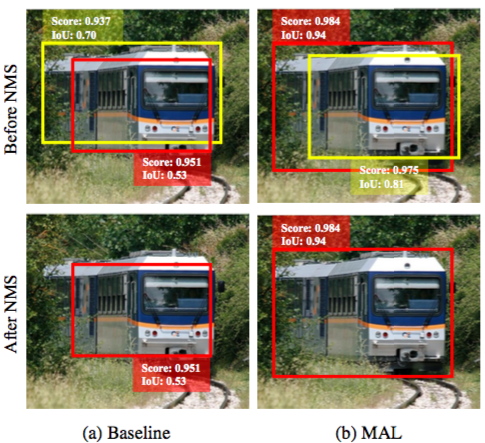 Before NMS
Score: 0.937
IoU: 0.70
Score: 0.951
IoU: 0.53
Score: 0.984
IoU: 0.94
Score: 0.975
IoU: 0.81
After NMS
Score: 0.951
IoU: 0.53
Score: 0.984
IoU: 0.94
(a) Baseline
(b) MAL